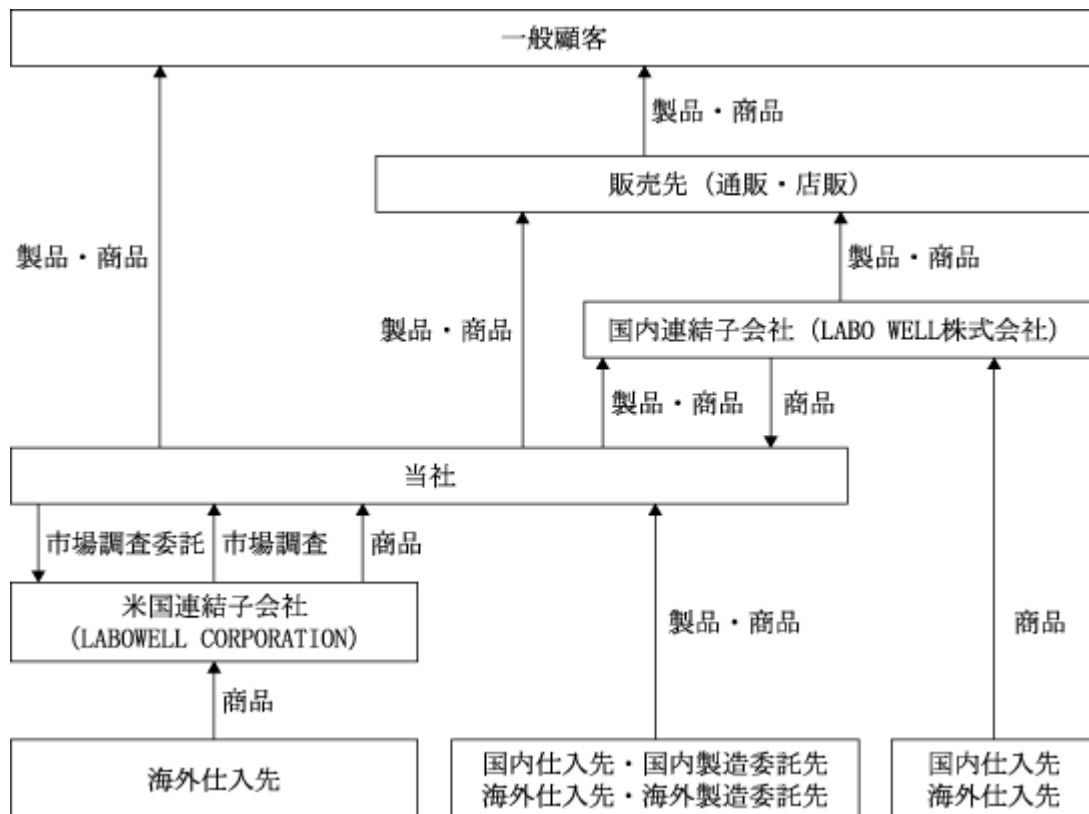 一般顧客
製品・商品
販売先（通販・店販）
製品・商品
製品・商品
製品・商品
国内連結子会社（LABO WELL株式会社）
製品・商品
商品
当社
市場調査委託
市場調査
商品
米国連結子会社
（LABOWELL CORPORATION）
製品・商品
商品
商品
海外仕入先
国内仕入先・国内製造委託先
海外仕入先・海外製造委託先
国内仕入先
海外仕入先